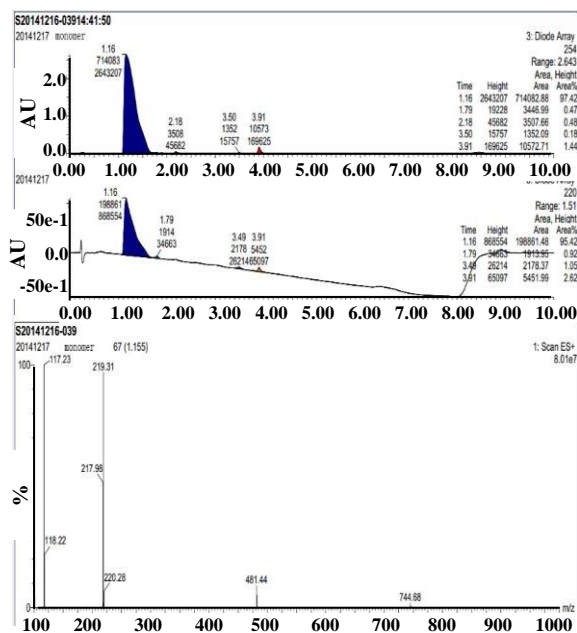 S20141216-03914:41:50
20141217 monomer
3: Diode Array
254
Range: 2.643
Area, Height
Time Height Area Area%
1.16 2643207 714082.88 97.42
1.79 19228 3446.99 0.47
2.18 45682 3507.66 0.48
3.50 15757 1352.09 0.18
3.91 169625 10572.71 1.44
1.16
714083
2643207
2.18
3508
45682
3.50
1352
15757
3.91
10573
169625
AU
2.0
1.0
0.0
0.00 1.00 2.00 3.00 4.00 5.00 6.00 7.00 8.00 9.00 10.00
20141217
Diode Array
220
Range: 1.51
Area, Height
Time Height Area Area%
1.16 868554 198861.48 95.42
1.79 34663 1913.95 0.92
3.49 26214 2178.37 1.05
3.91 65097 5451.99 2.62
1.16
198861
868554
1.79
1914
34663
3.49
2178
26214
3.91
5452
65097
AU
50e-1
0.0
-50e-1
0.00 1.00 2.00 3.00 4.00 5.00 6.00 7.00 8.00 9.00 10.00
S20141216-039
20141217 monomer 67 (1.155)
1: Scan ES+
8.01e7
100
%
0
117.23
219.31
217.98
118.22
220.28
481.44
744.68
m/z
100 200 300 400 500 600 700 800 900 1000